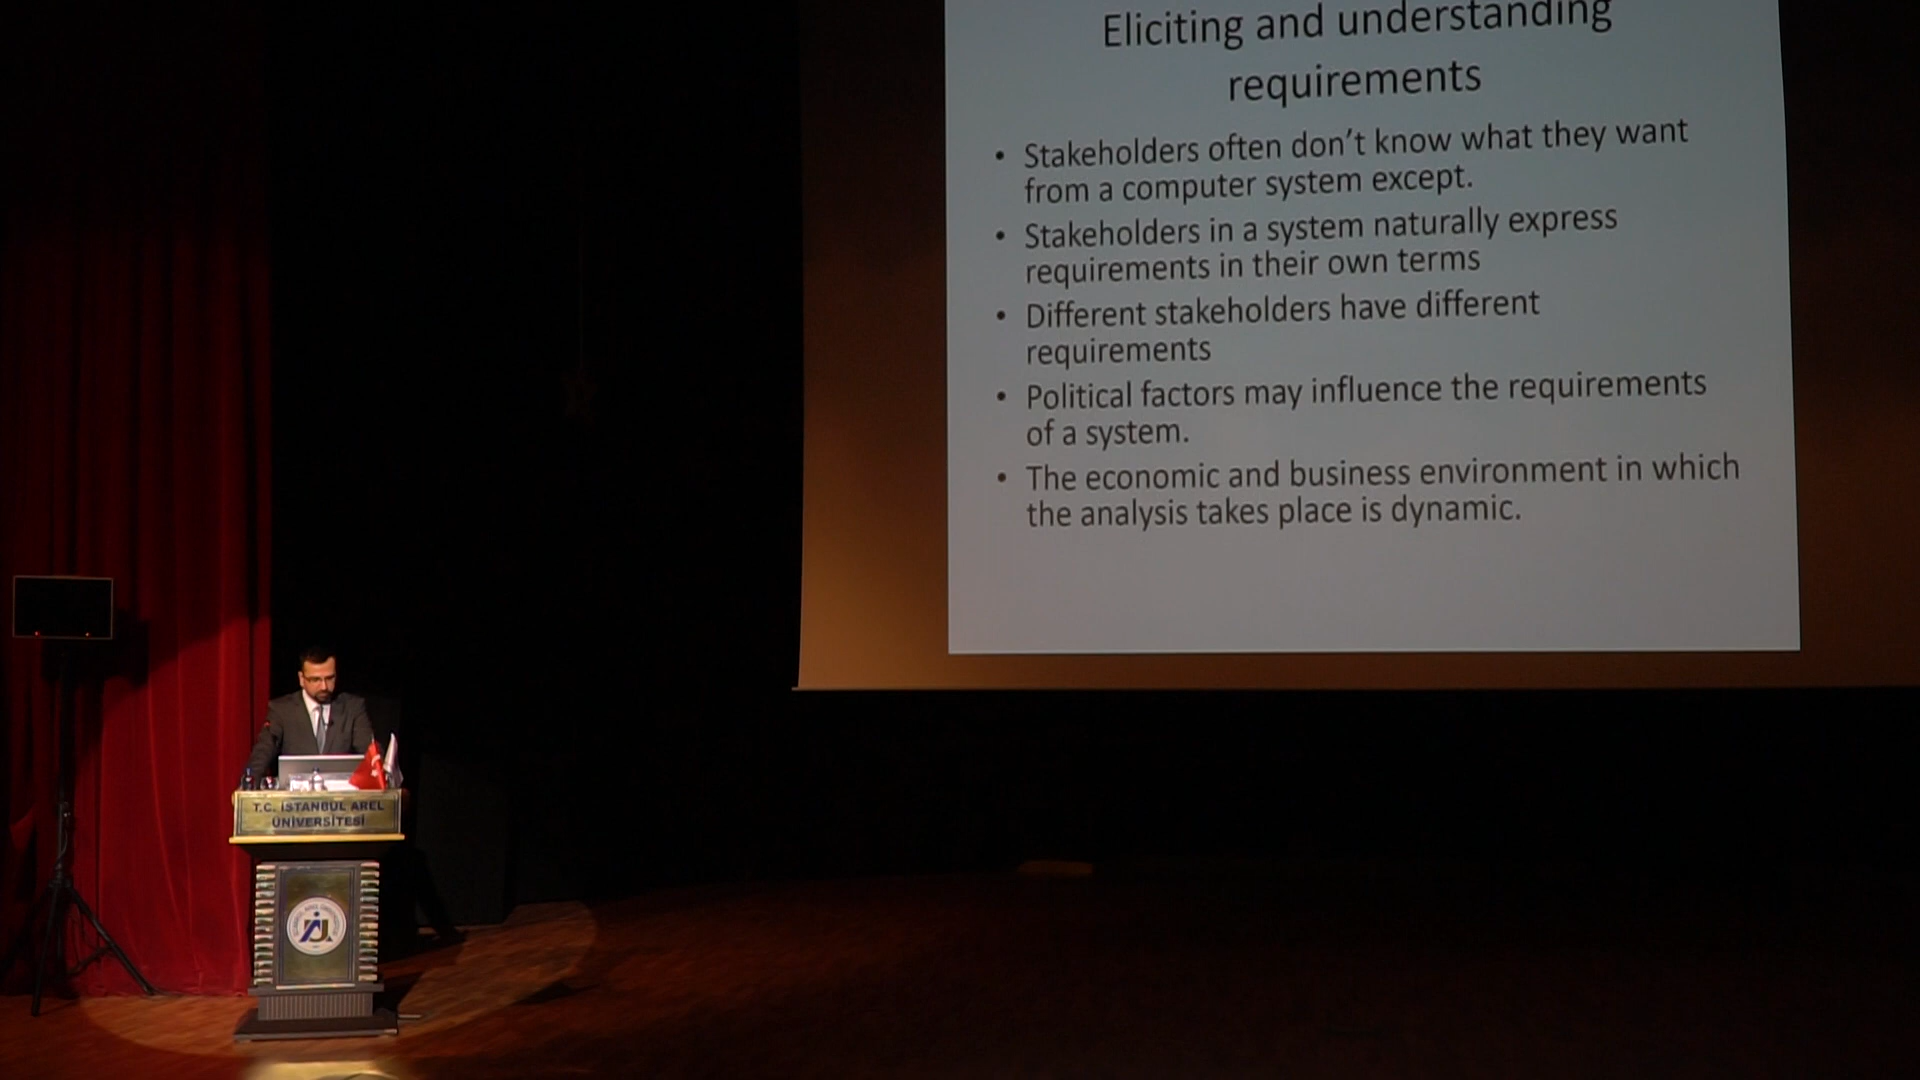 Eliciting and understanding
requirements
• Stakeholders often don't know what they want
from a computer system except.
• Stakeholders in a system naturally express
requirements in their own terms
• Different stakeholders have different
requirements
• Political factors may influence the requirements
of a system.
• The economic and business environment in which
the analysis takes place is dynamic.
T.C. İSTANBUL AREL
ÜNİVERSİTESİ